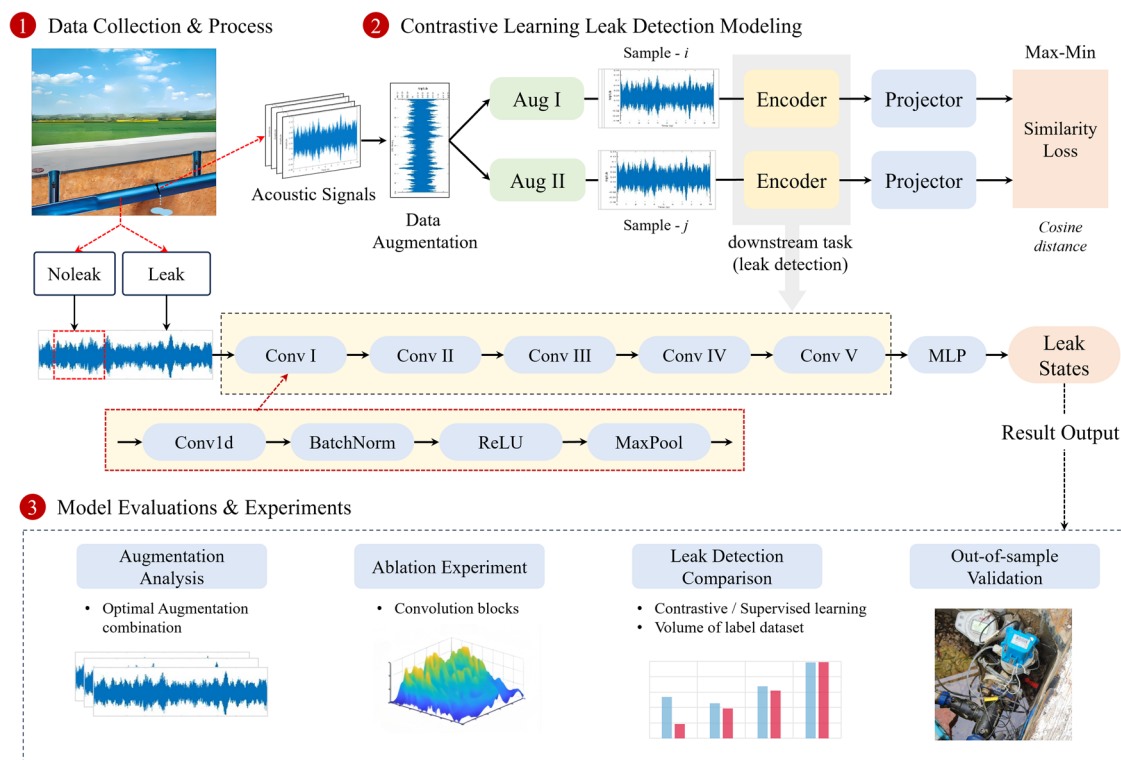 1 Data Collection & Process
2 Contrastive Learning Leak Detection Modeling
Acoustic Signals
Data
Augmentation
Aug I
Aug II
Sample - i
Sample - j
Encoder
Encoder
Projector
Projector
Max-Min
Similarity
Loss
Cosine
distance
downstream task
(leak detection)
Noleak
Leak
Conv I
Conv II
Conv III
Conv IV
Conv V
MLP
Leak
States
Conv1d
BatchNorm
ReLU
MaxPool
Result Output
3 Model Evaluations & Experiments
Augmentation
Analysis
• Optimal Augmentation
combination
Ablation Experiment
• Convolution blocks
Leak Detection
Comparison
• Contrastive / Supervised learning
• Volume of label dataset
Out-of-sample
Validation